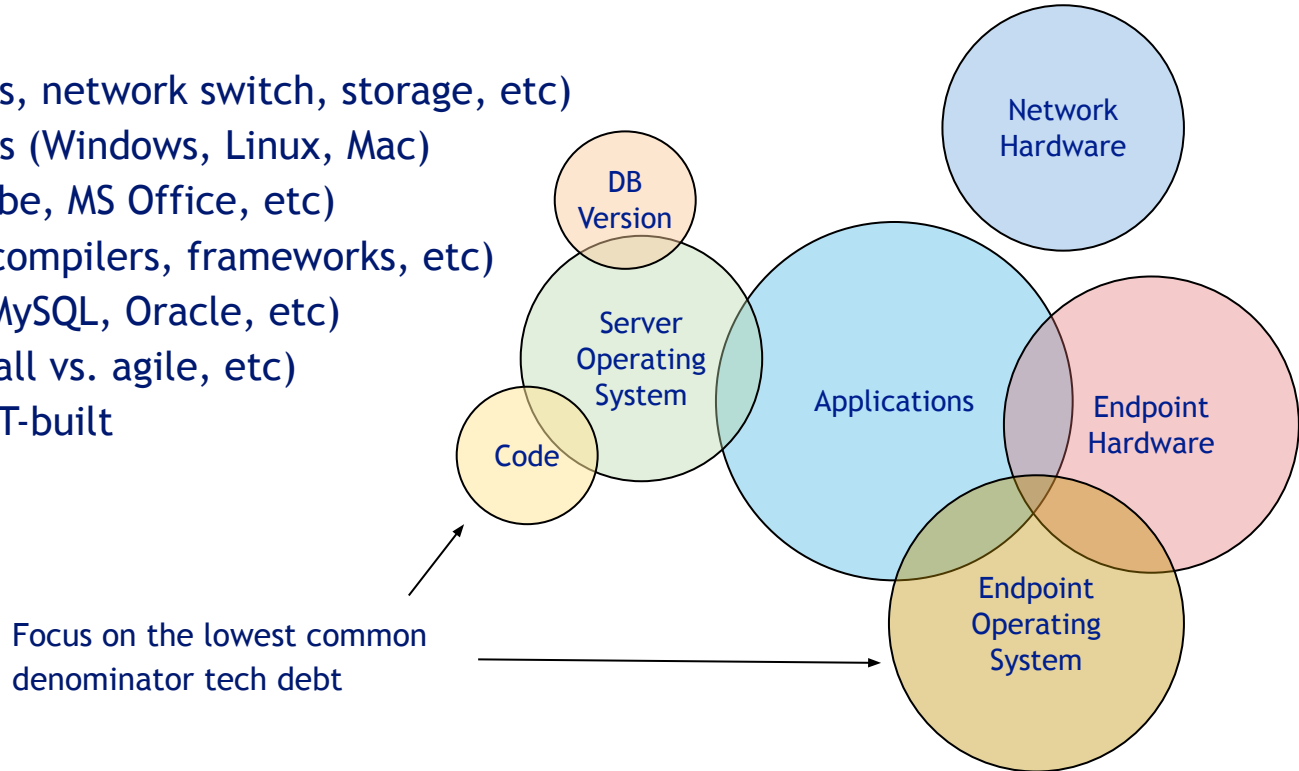 s, network switch, storage, etc)
s (Windows, Linux, Mac)
be, MS Office, etc)
compilers, frameworks, etc)
MySQL, Oracle, etc)
all vs. agile, etc)
T-built
Network
Hardware
DB
Version
Server
Operating
System
Applications
Endpoint
Hardware
Code
Endpoint
Operating
System
Focus on the lowest common
denominator tech debt